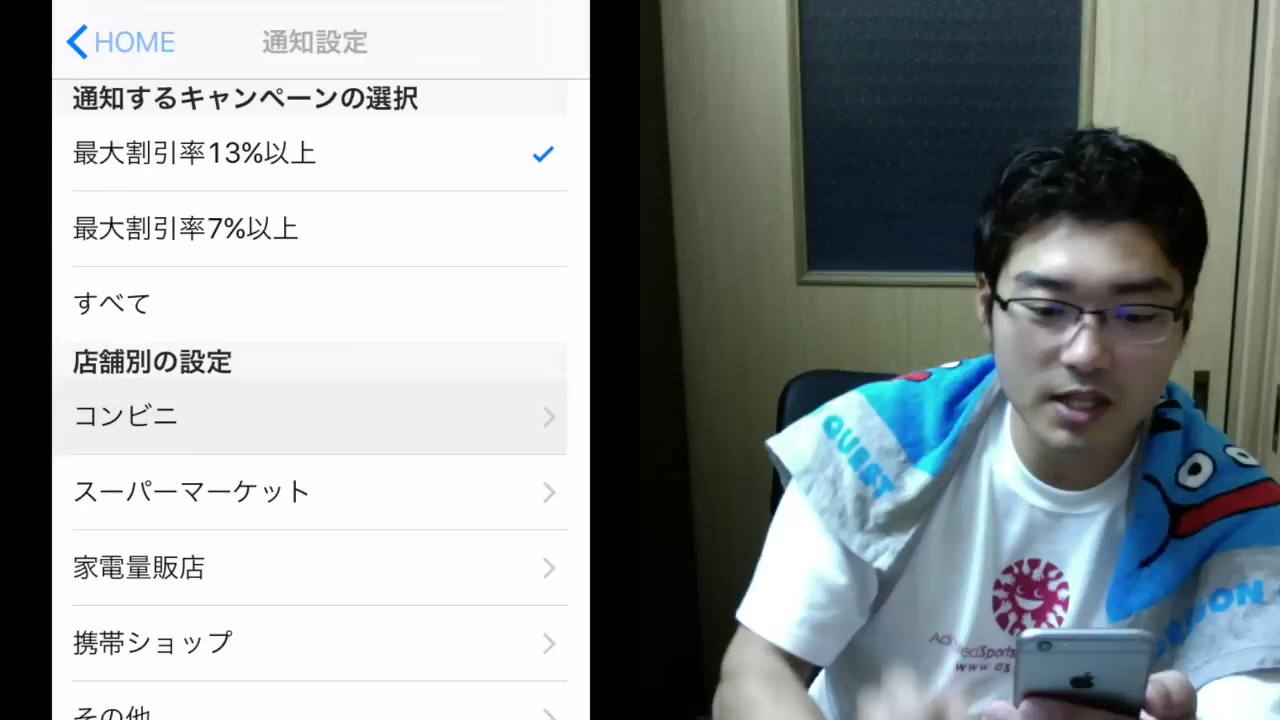 HOME
通知設定
通知するキャンペーンの選択
最大割引率13%以上
最大割引率7%以上
すべて
店舗別の設定
コンビニ
スーパーマーケット
家電量販店
携帯ショップ
その他
QUEST